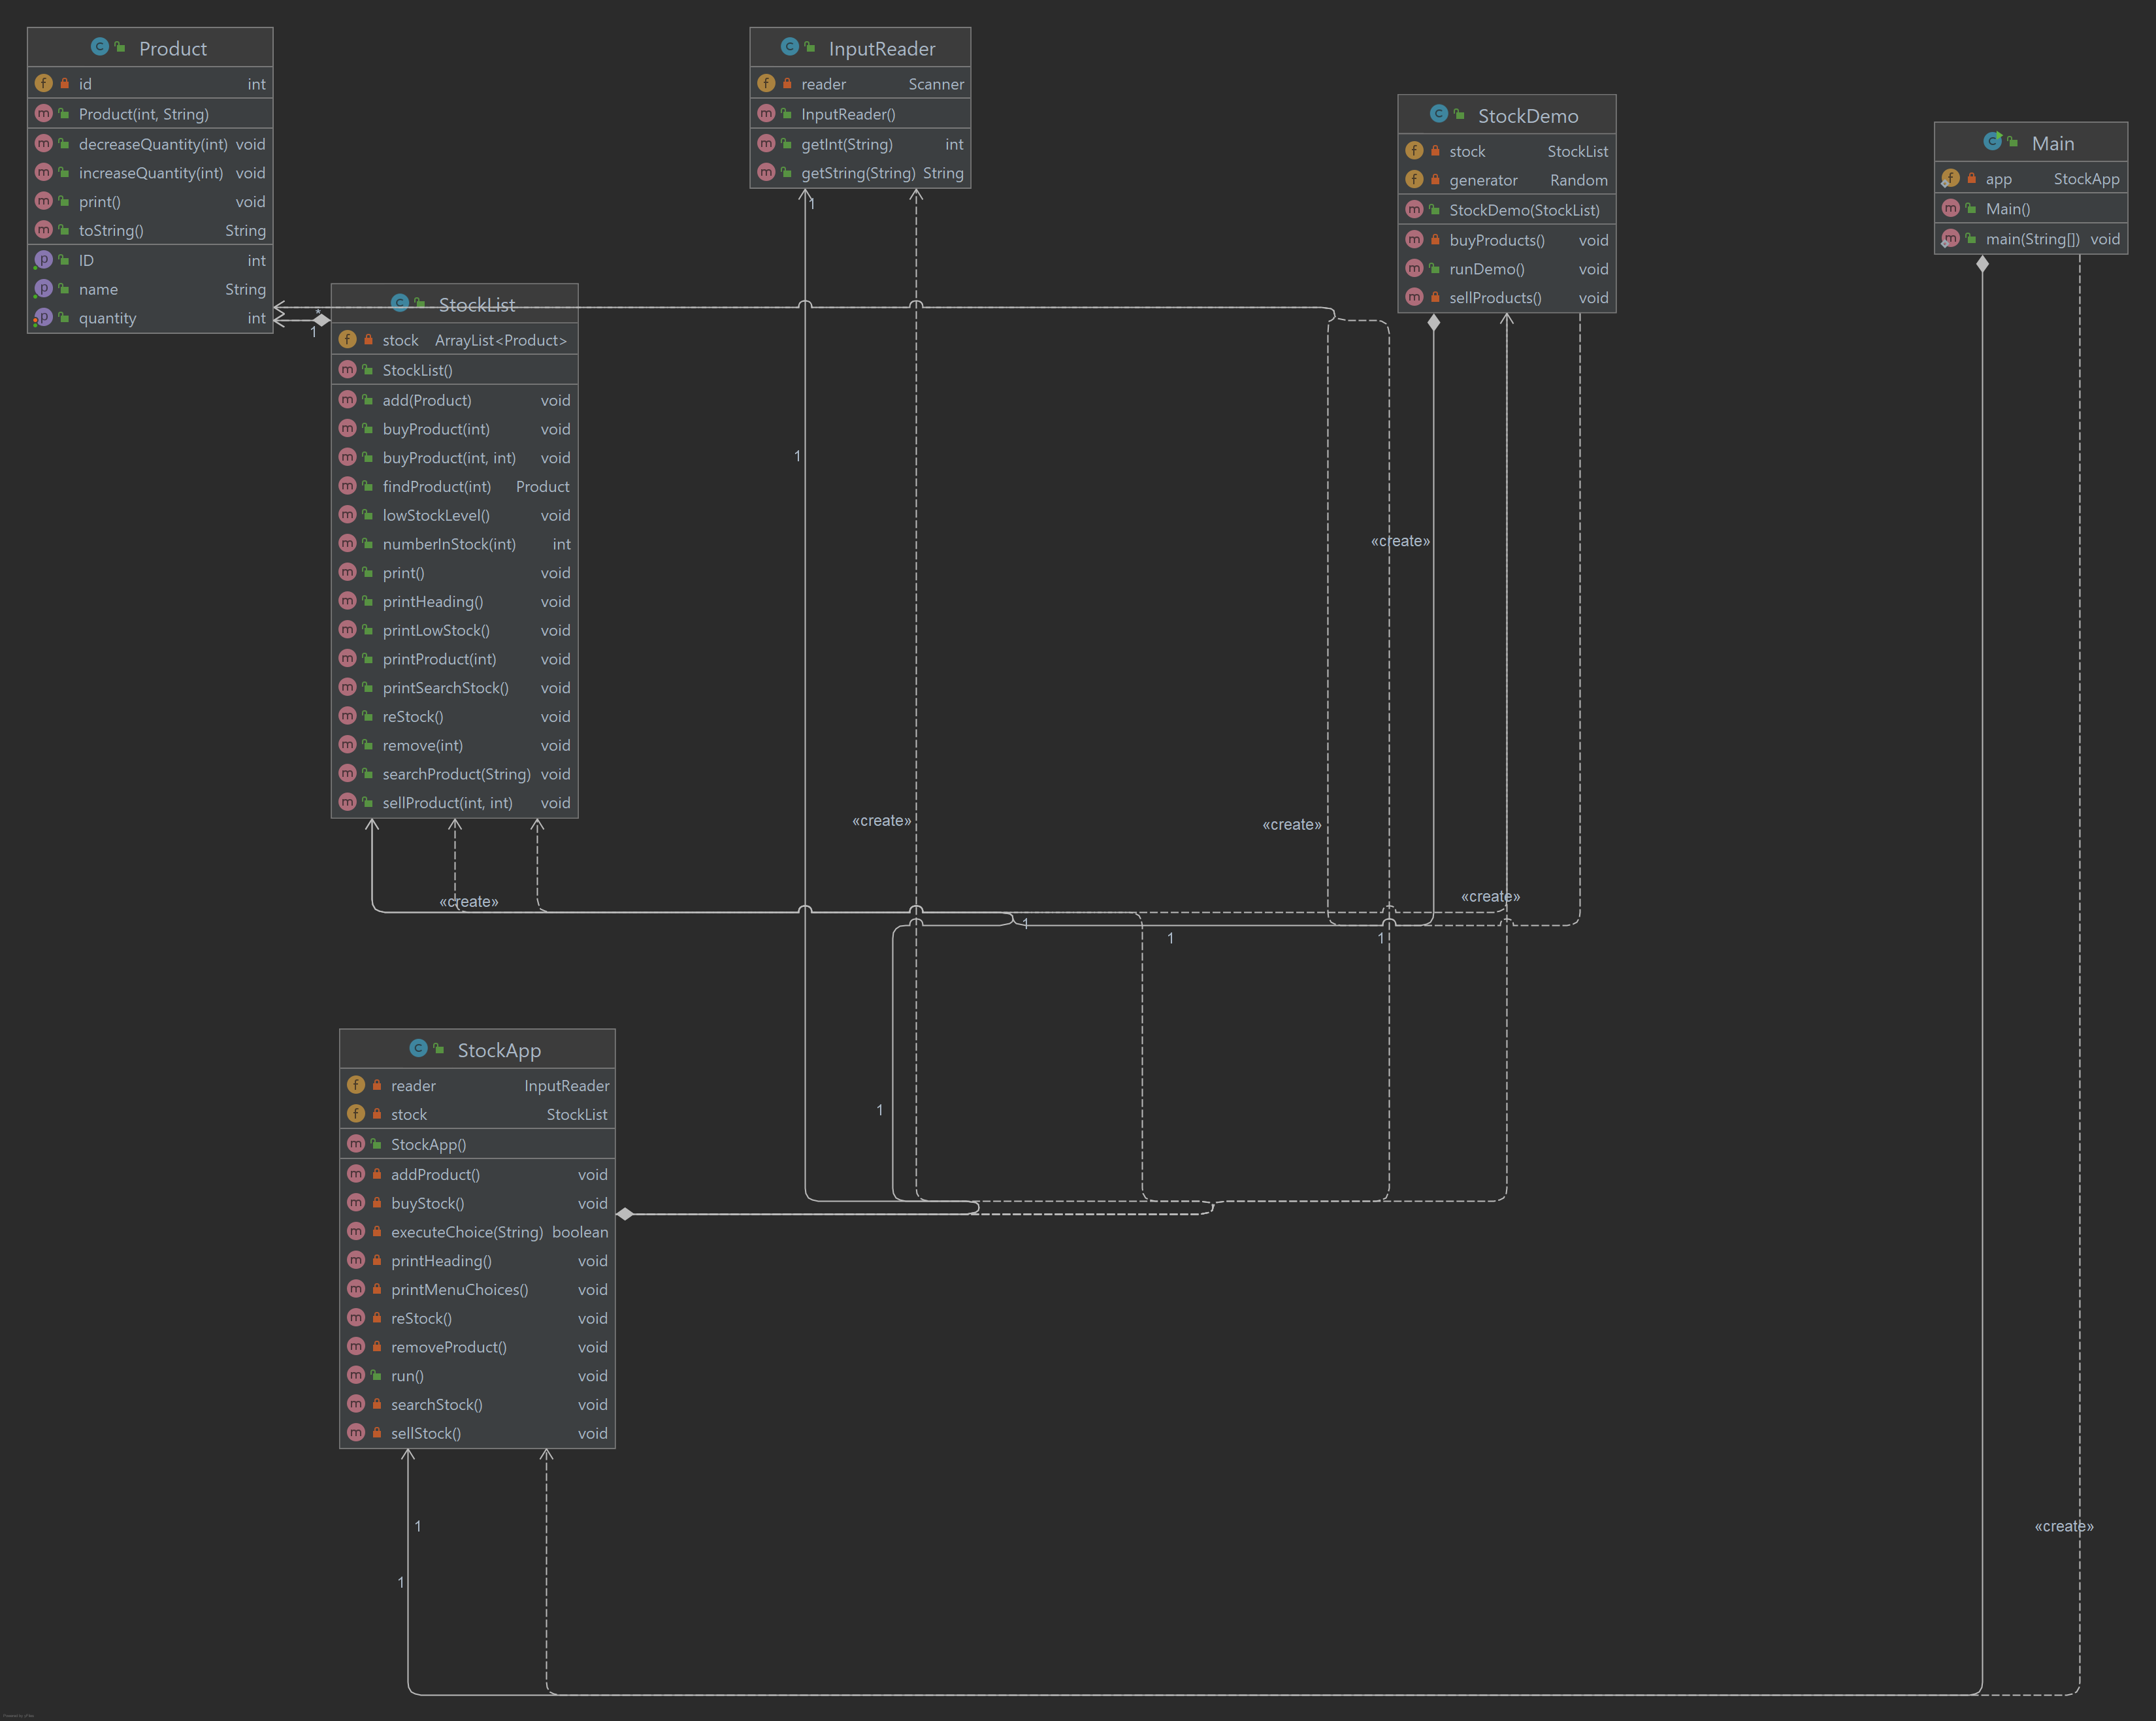 Product
id int
Product(int, String)
decreaseQuantity(int) void
increaseQuantity(int) void
print() void
toString() String
ID int
name String
quantity int
InputReader
reader Scanner
InputReader()
getInt(String) int
getString(String) String
StockDemo
stock StockList
generator Random
StockDemo(StockList)
buyProducts() void
runDemo() void
sellProducts() void
Main
app StockApp
Main()
main(String[]) void
StockList
stock ArrayList<Product>
StockList()
add(Product) void
buyProduct(int) void
buyProduct(int, int) void
findProduct(int) Product
lowStockLevel() void
numberInStock(int) int
print() void
printHeading() void
printLowStock() void
printProduct(int) void
printSearchStock() void
reStock() void
remove(int) void
searchProduct(String) void
sellProduct(int, int) void
*
1
1
1
«create»
«create»
«create»
«create»
«create»
1
1
1
1
StockApp
reader InputReader
stock StockList
StockApp()
addProduct() void
buyStock() void
executeChoice(String) boolean
printHeading() void
printMenuChoices() void
reStock() void
removeProduct() void
run() void
searchStock() void
sellStock() void
1
1
«create»